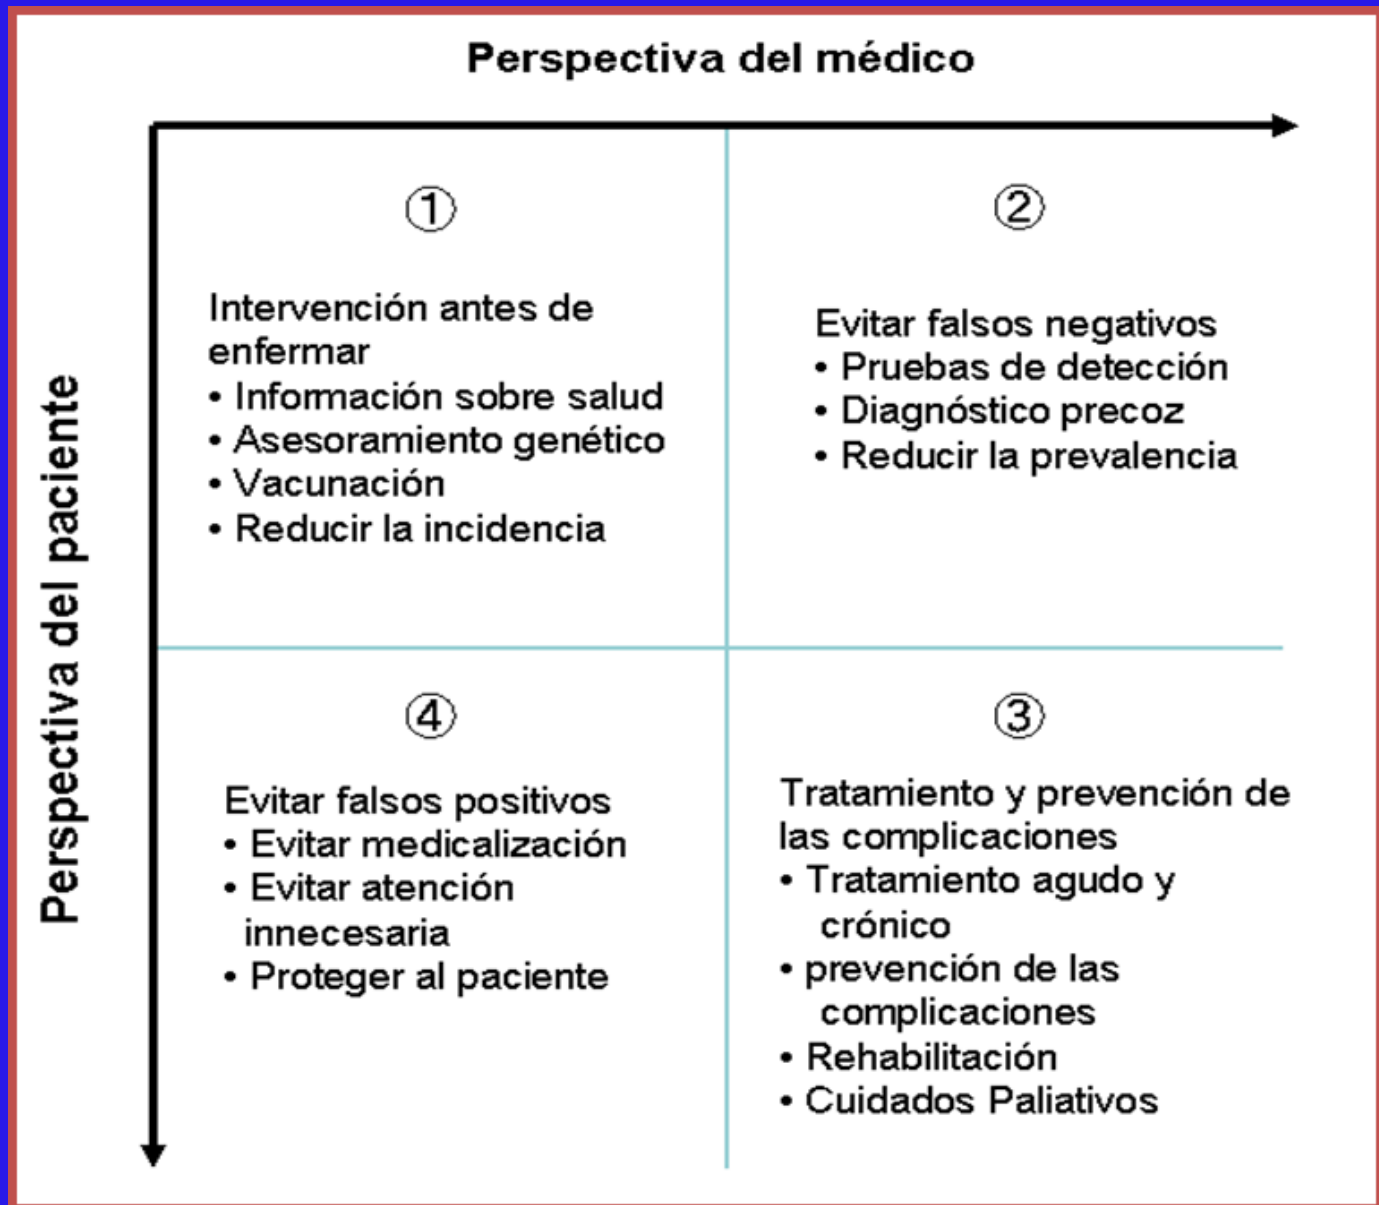 Perspectiva del médico
Perspectiva del paciente
①
Intervención antes de
enfermar
• Información sobre salud
• Asesoramiento genético
• Vacunación
• Reducir la incidencia
②
Evitar falsos negativos
• Pruebas de detección
• Diagnóstico precoz
• Reducir la prevalencia
④
Evitar falsos positivos
• Evitar medicalización
• Evitar atención
innecesaria
• Proteger al paciente
③
Tratamiento y prevención de
las complicaciones
• Tratamiento agudo y
crónico
• prevención de las
complicaciones
• Rehabilitación
• Cuidados Paliativos